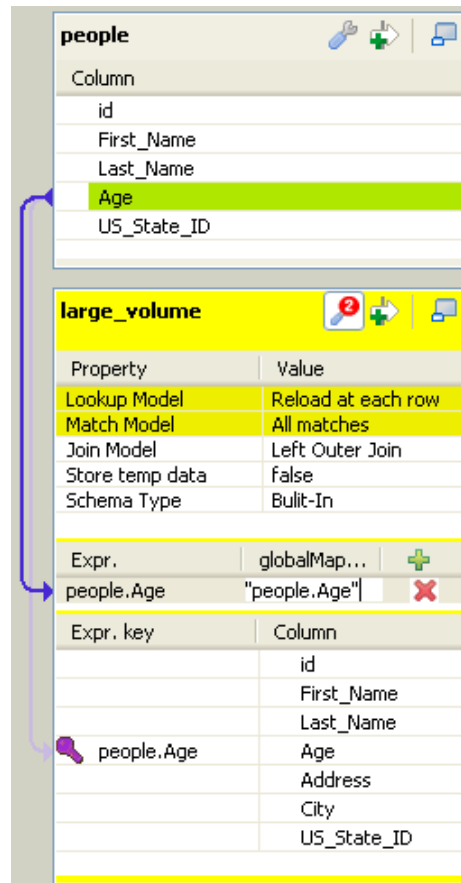 people
Column
id
First_Name
Last_Name
Age
US_State_ID
large_volume 2
Property Value
Lookup Model Reload at each row
Match Model All matches
Join Model Left Outer Join
Store temp data false
Schema Type Bulit-In
Expr. globalMap...
people.Age "people.Age"
Expr. key Column
id
First_Name
Last_Name
people.Age Age
Address
City
US_State_ID